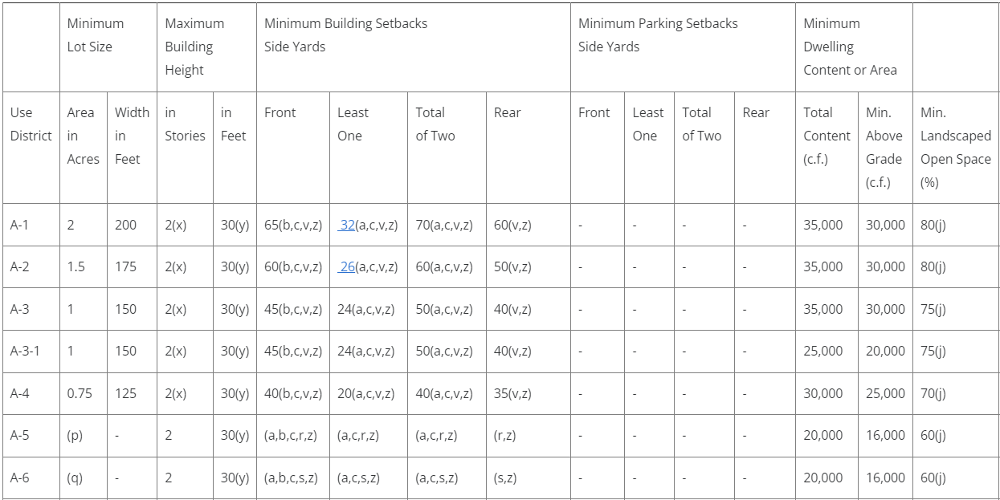 Minimum Maximum Minimum Building Setbacks Minimum Parking Setbacks Minimum
Lot Size Building Side Yards Side Yards Dwelling
Height Content or Area
Use Area Width in in Front Least Total Rear Front Least Total Rear Total Min. Min.
District in in Stories Feet One of Two One of Two Content Above Landscaped
Acres Feet (c.f.) Grade Open Space
(c.f.) (%)
A-1 2 200 2(x) 30(y) 65(b,c,v,z) 32(a,c,v,z) 70(a,c,v,z) 60(v,z) - - - - 35,000 30,000 80(j)
A-2 1.5 175 2(x) 30(y) 60(b,c,v,z) 26(a,c,v,z) 60(a,c,v,z) 50(v,z) - - - - 35,000 30,000 80(j)
A-3 1 150 2(x) 30(y) 45(b,c,v,z) 24(a,c,v,z) 50(a,c,v,z) 40(v,z) - - - - 35,000 30,000 75(j)
A-3-1 1 150 2(x) 30(y) 45(b,c,v,z) 24(a,c,v,z) 50(a,c,v,z) 40(v,z) - - - - 25,000 20,000 75(j)
A-4 0.75 125 2(x) 30(y) 40(b,c,v,z) 20(a,c,v,z) 40(a,c,v,z) 35(v,z) - - - - 30,000 25,000 70(j)
A-5 (p) - 2 30(y) (a,b,c,r,z) (a,c,r,z) (a,c,r,z) (r,z) - - - - 20,000 16,000 60(j)
A-6 (q) - 2 30(y) (a,b,c,s,z) (a,c,s,z) (a,c,s,z) (s,z) - - - - 20,000 16,000 60(j)